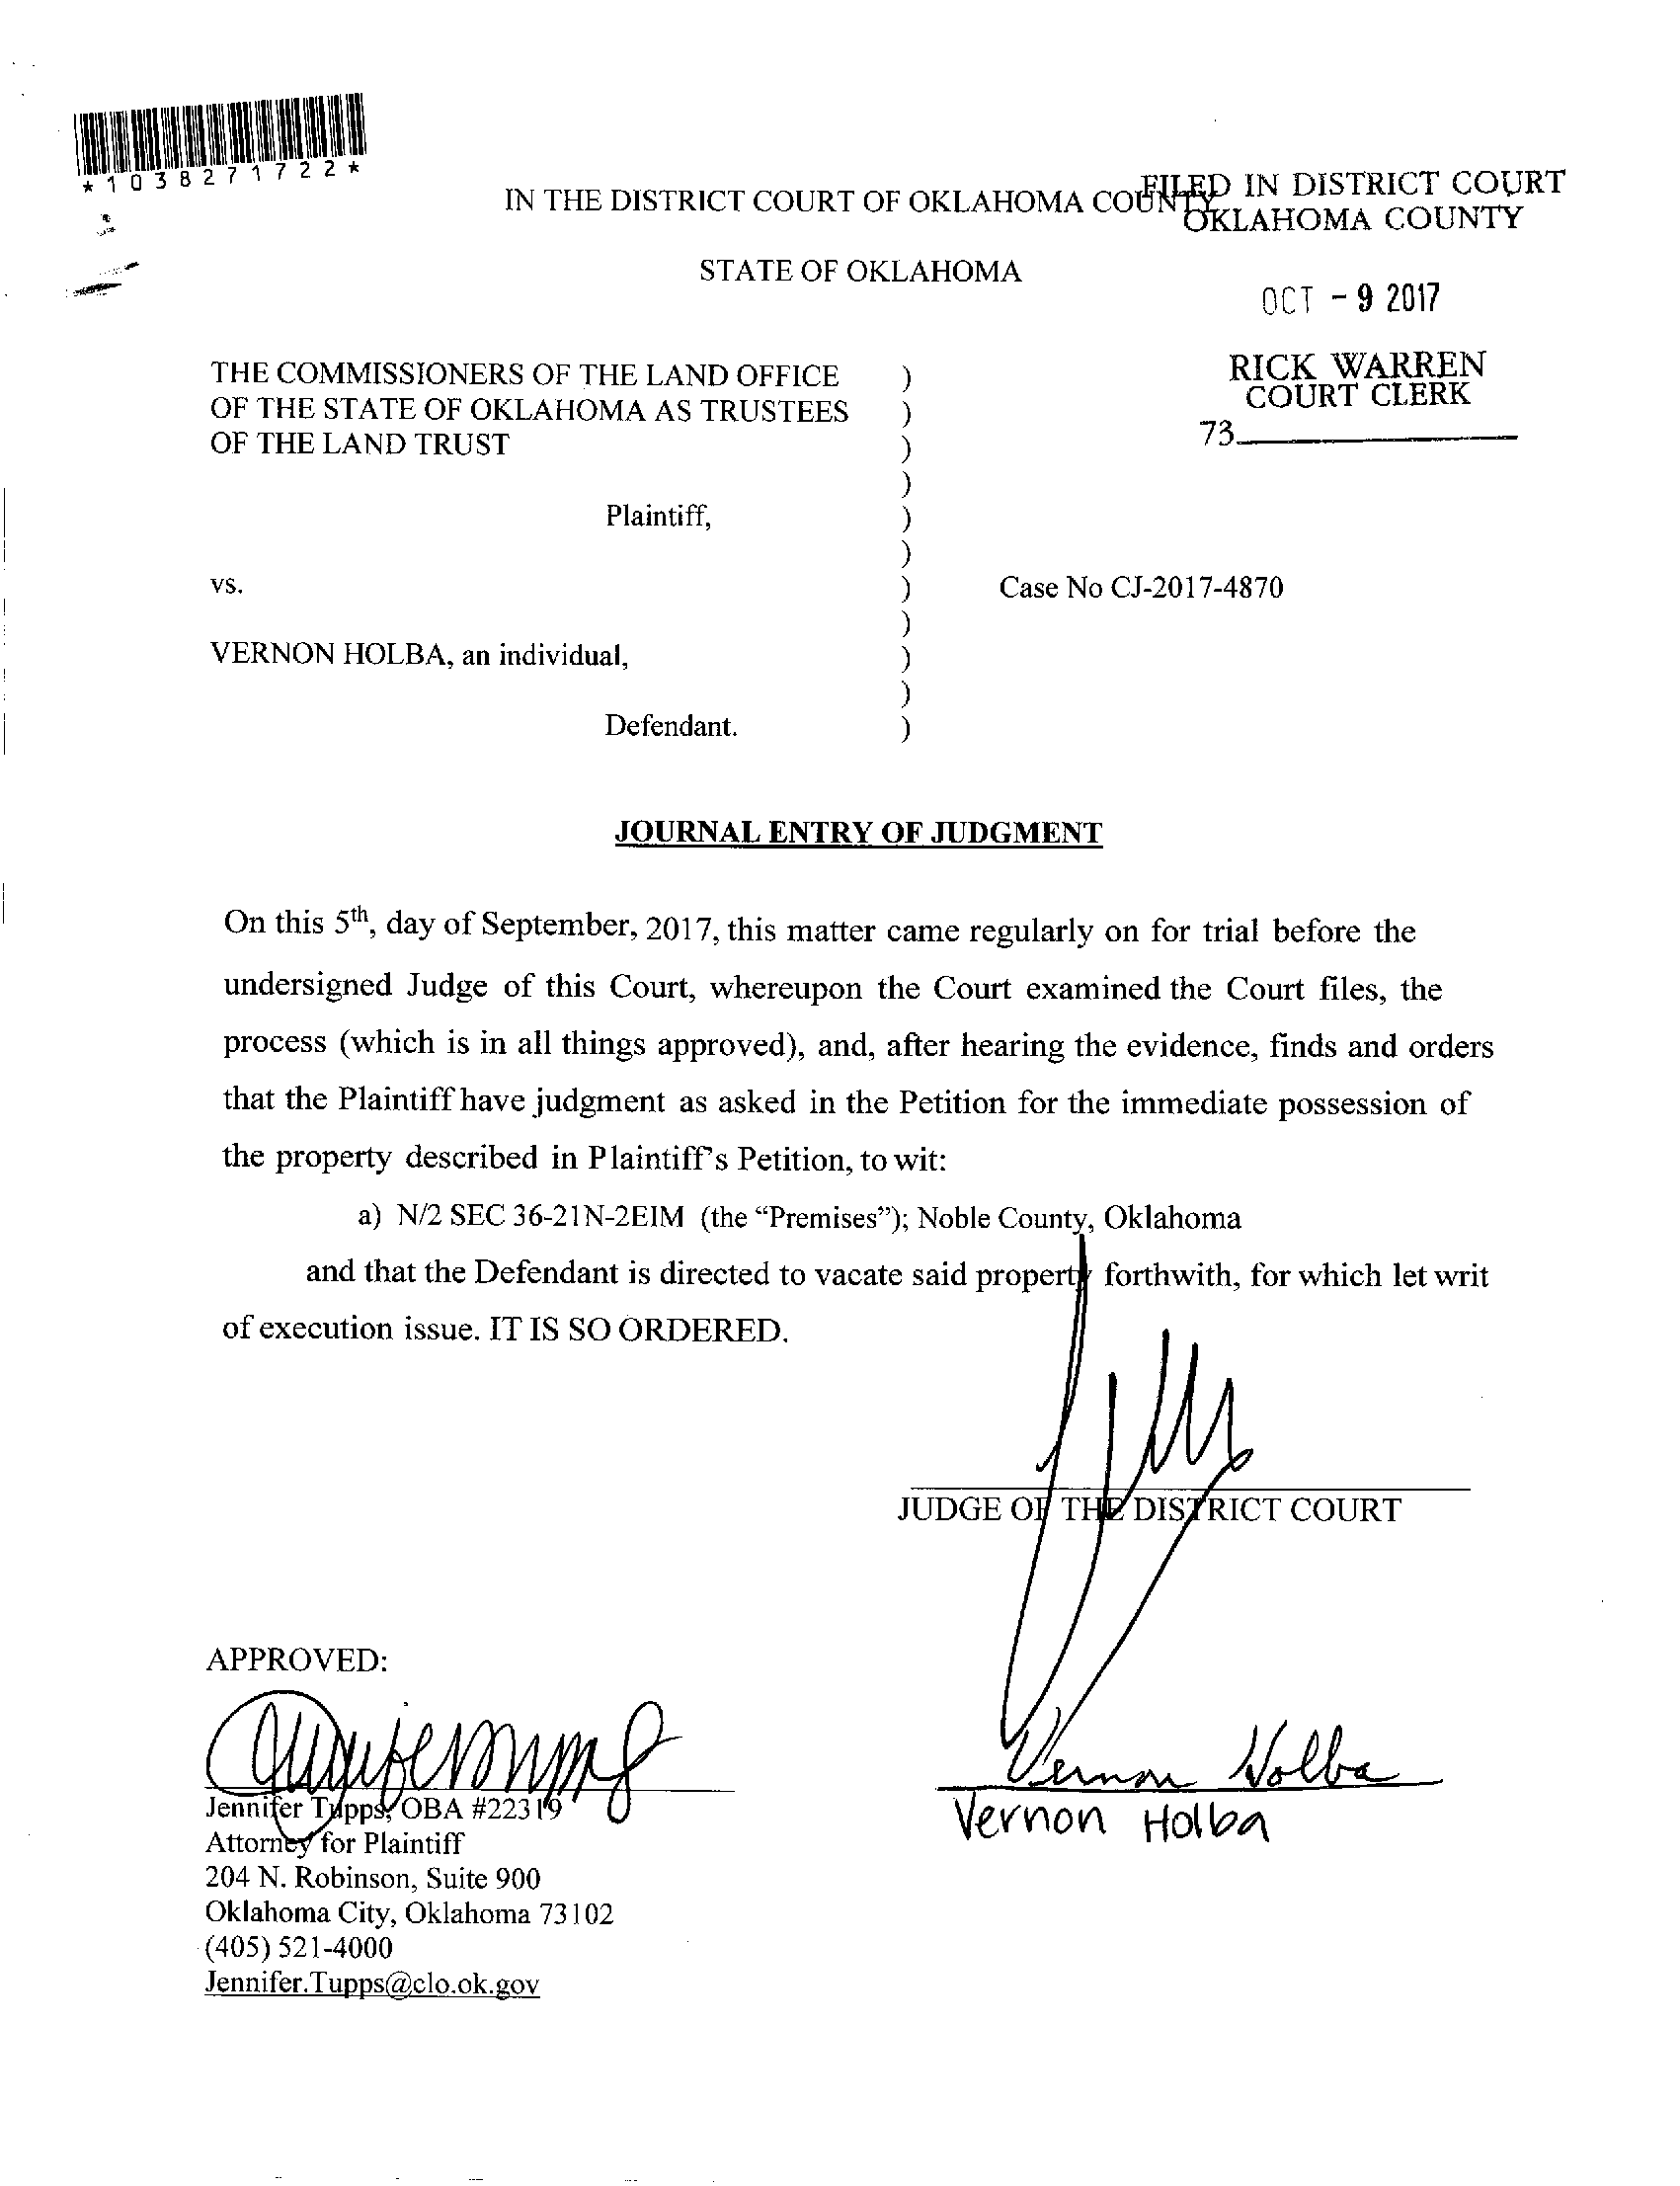 *1038271722*
IN THE DISTRICT COURT OF OKLAHOMA COUNTY
FILED IN DISTRICT COURT
OKLAHOMA COUNTY
STATE OF OKLAHOMA
OCT - 9 2017
RICK WARREN
COURT CLERK
73
THE COMMISSIONERS OF THE LAND OFFICE )
OF THE STATE OF OKLAHOMA AS TRUSTEES )
OF THE LAND TRUST )
)
Plaintiff, )
)
vs. ) Case No CJ-2017-4870
)
VERNON HOLBA, an individual, )
)
Defendant. )
JOURNAL ENTRY OF JUDGMENT
On this 5th, day of September, 2017, this matter came regularly on for trial before the
undersigned Judge of this Court, whereupon the Court examined the Court files, the
process (which is in all things approved), and, after hearing the evidence, finds and orders
that the Plaintiff have judgment as asked in the Petition for the immediate possession of
the property described in Plaintiff's Petition, to wit:
a) N/2 SEC 36-21N-2EIM (the “Premises”); Noble County, Oklahoma
and that the Defendant is directed to vacate said property forthwith, for which let writ
of execution issue. IT IS SO ORDERED.
JUDGE OF THE DISTRICT COURT
APPROVED:
Jennifer Tupps, OBA #22319
Attorney for Plaintiff
204 N. Robinson, Suite 900
Oklahoma City, Oklahoma 73102
(405) 521-4000
Jennifer.Tupps@clo.ok.gov
Vernon Holba
Vernon Holba